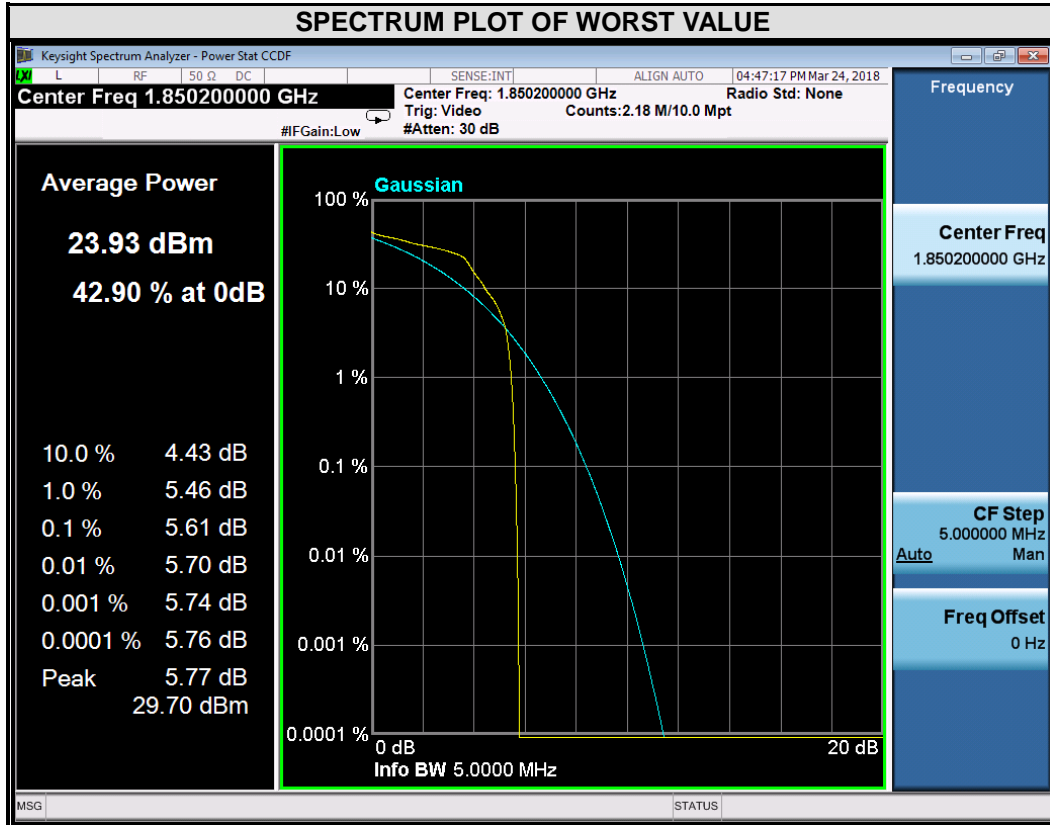 SPECTRUM PLOT OF WORST VALUE
Keysight Spectrum Analyzer - Power Stat CCDF
LXI L RF 50 Ω DC SENSE:INT ALIGN AUTO 04:47:17 PM Mar 24, 2018
Center Freq 1.850200000 GHz
#IFGain:Low
Center Freq: 1.850200000 GHz Radio Std: None
Trig: Video Counts:2.18 M/10.0 Mpt
#Atten: 30 dB
Average Power
23.93 dBm
42.90 % at 0dB
10.0 % 4.43 dB
1.0 % 5.46 dB
0.1 % 5.61 dB
0.01 % 5.70 dB
0.001 % 5.74 dB
0.0001 % 5.76 dB
Peak 5.77 dB
29.70 dBm
Gaussian
100 %
10 %
1 %
0.1 %
0.01 %
0.001 %
0.0001 %
0 dB 20 dB
Info BW 5.0000 MHz
Frequency
Center Freq
1.850200000 GHz
CF Step
5.000000 MHz
Auto Man
Freq Offset
0 Hz
MSG STATUS